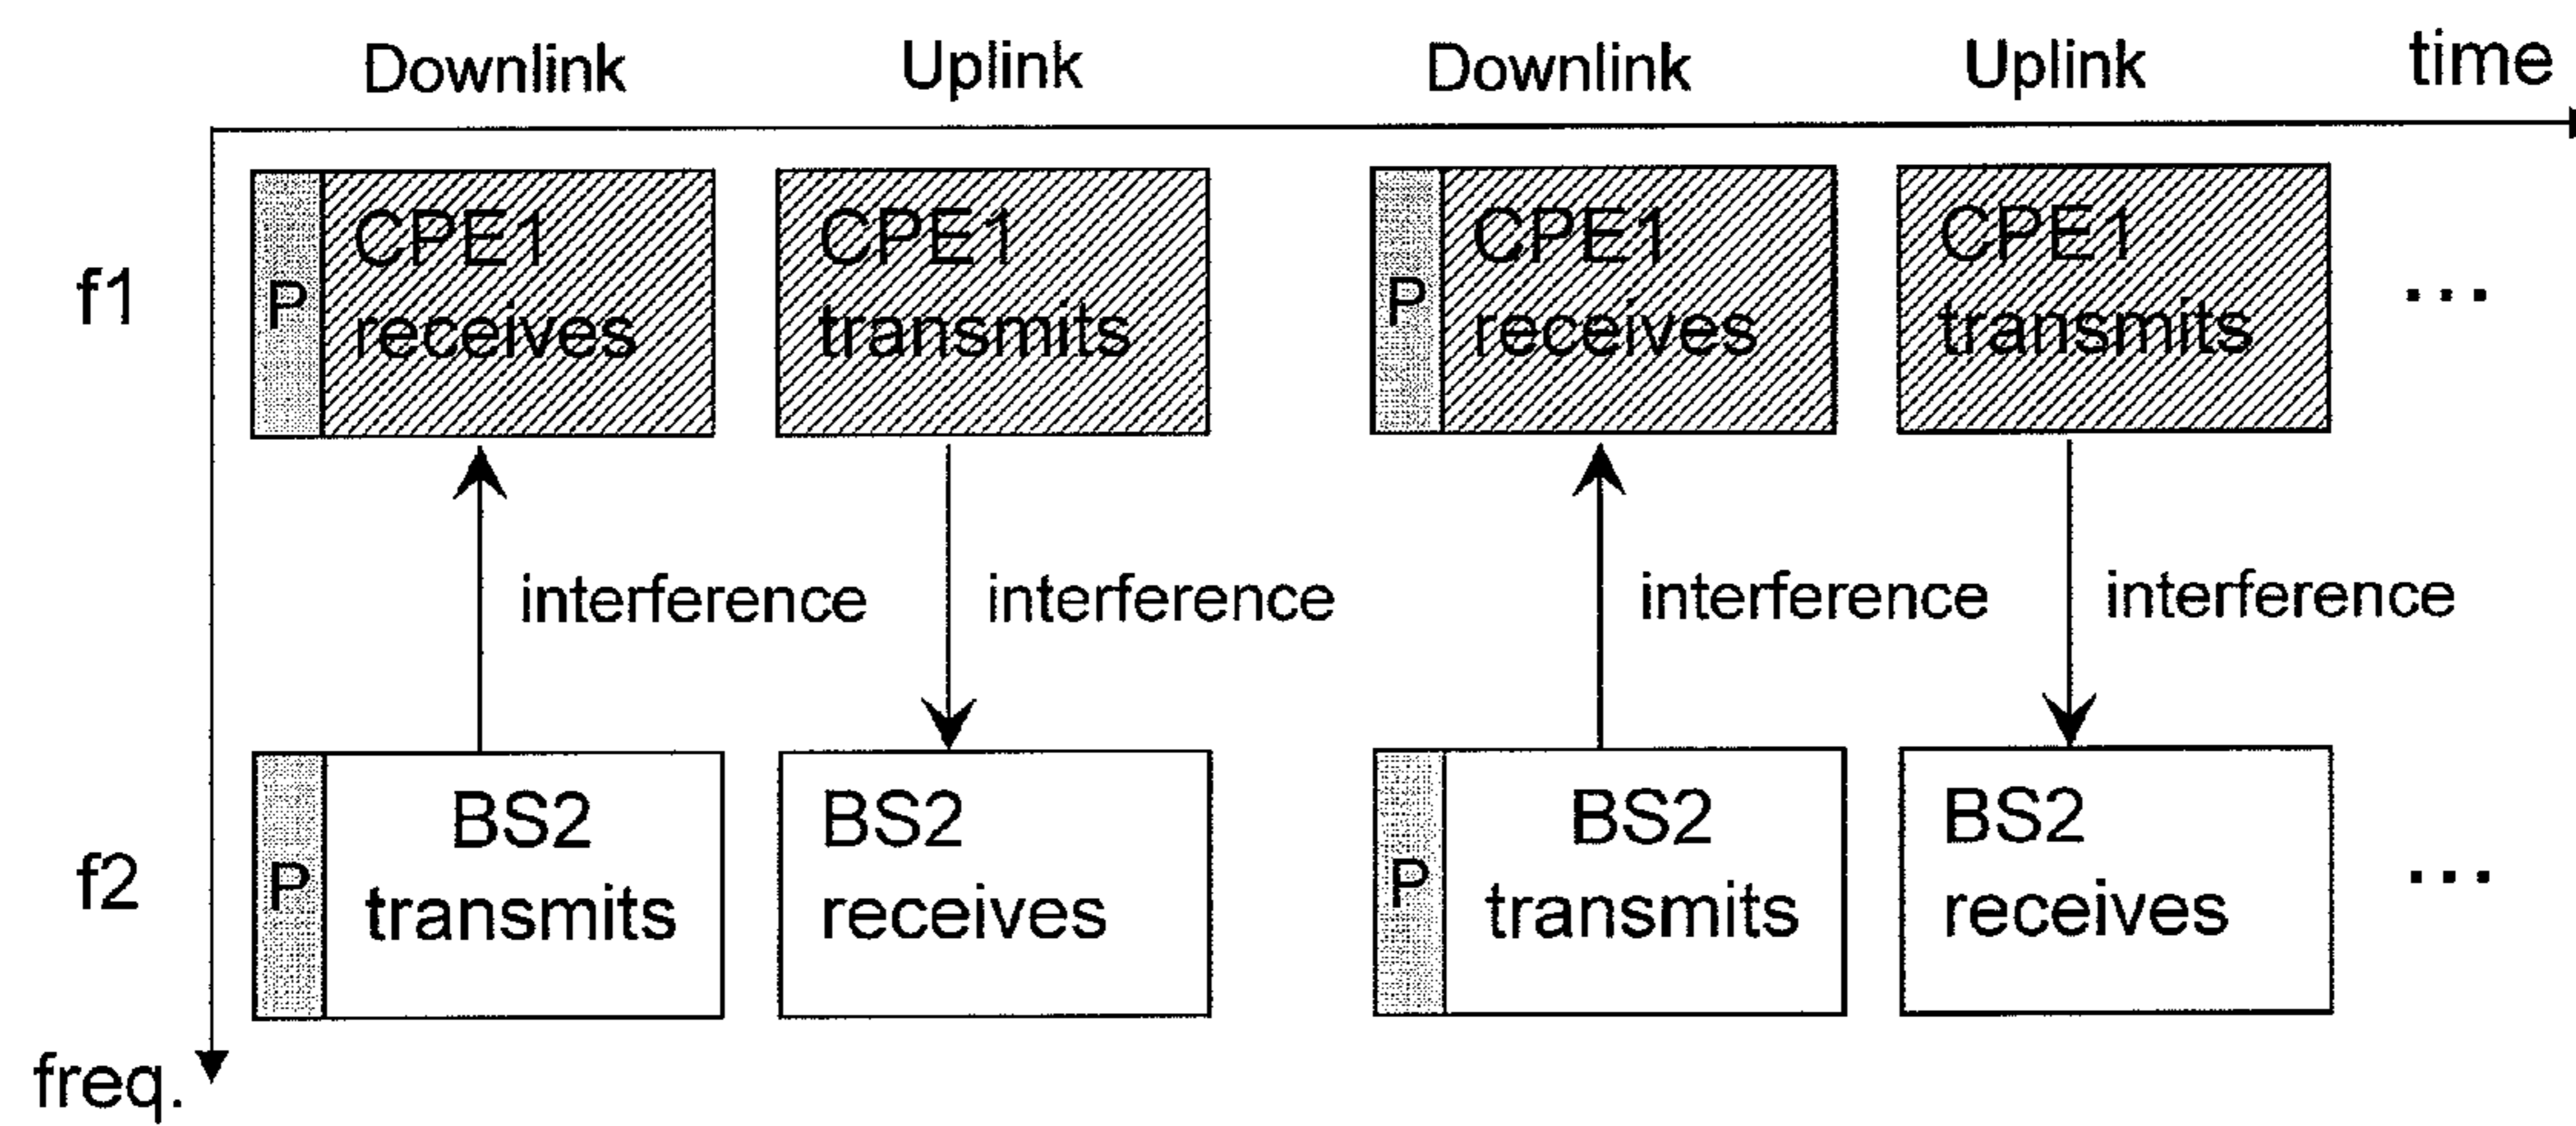 Downlink Uplink Downlink Uplink time
f1
P CPE1 receives
CPE1 transmits
P CPE1 receives
CPE1 transmits
...
interference interference interference interference
f2
P BS2 transmits
BS2 receives
P BS2 transmits
BS2 receives
...
freq.